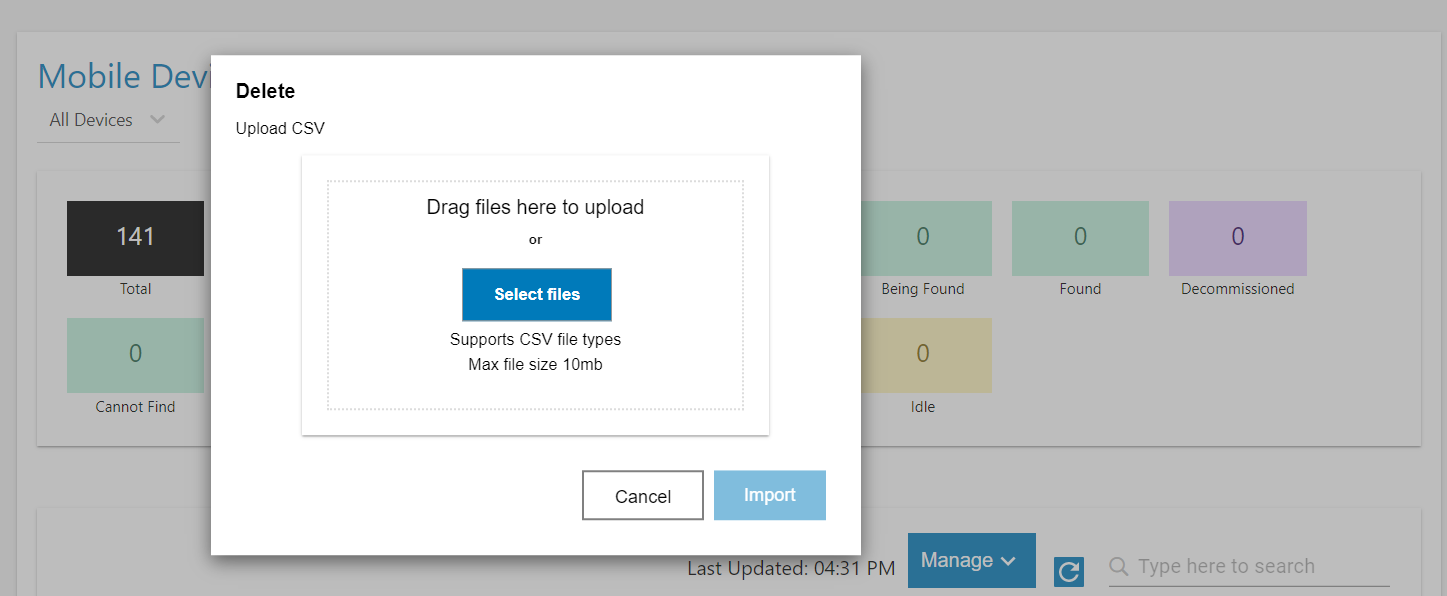 Mobile Devi
All Devices
Delete
Upload CSV
Drag files here to upload
or
Select files
Supports CSV file types
Max file size 10mb
Cancel
Import
141
Total
0
Being Found
0
Found
0
Decommissioned
0
Cannot Find
0
Idle
Last Updated: 04:31 PM
Manage
Type here to search